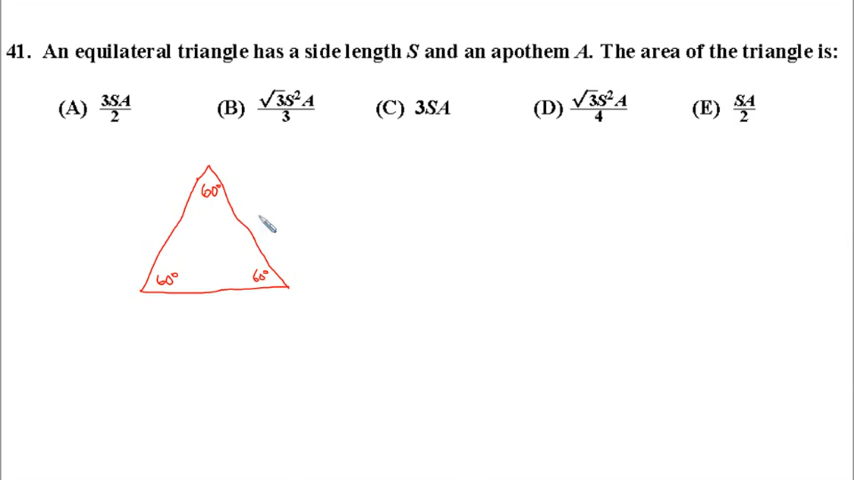 41. An equilateral triangle has a side length S and an apothem A. The area of the triangle is:
(A) 3SA/2 (B) √3S²A/3 (C) 3SA (D) √3S²A/4 (E) SA/2
60°
60° 60°